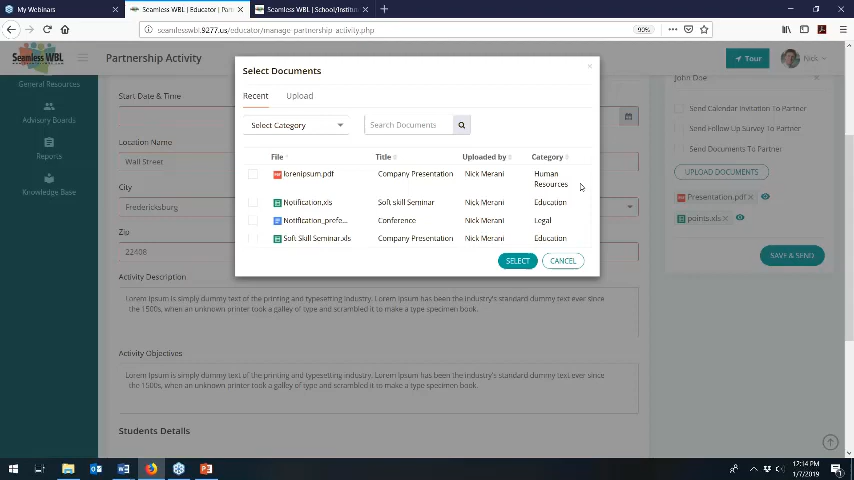 My Webinars
Seamless WBL | Educator | Part
Seamless WBL | School/Institut
seamlesswbl.9277.us/educator/manage-partnership_activity.php
90%
Seamless WBL
Partnership Activity
Tour
Nick
General Resources
Advisory Boards
Reports
Knowledge Base
Start Date & Time
Location Name
Wall Street
City
Fredericksburg
Zip
22408
Activity Description
Lorem Ipsum is simply dummy text of the printing and typesetting industry. Lorem Ipsum has been the industry's standard dummy text ever since
the 1500s, when an unknown printer took a galley of type and scrambled it to make a type specimen book.
Activity Objectives
Lorem Ipsum is simply dummy text of the printing and typesetting industry. Lorem Ipsum has been the industry's standard dummy text ever since
the 1500s, when an unknown printer took a galley of type and scrambled it to make a type specimen book.
Students Details
Select Documents
Recent
Upload
Select Category
Search Documents
File Title Uploaded by Category
lorenipsum.pdf Company Presentation Nick Merani Human
Resources
Notification.xls Soft skill Seminar Nick Merani Education
Notification_prefe... Conference Nick Merani Legal
Soft Skill Seminar.xls Company Presentation Nick Merani Education
SELECT
CANCEL
John Doe
Send Calendar Invitation To Partner
Send Follow Up Survey To Partner
Send Documents To Partner
UPLOAD DOCUMENTS
Presentation.pdf
points.xls
SAVE & SEND
12:14 PM
1/7/2019